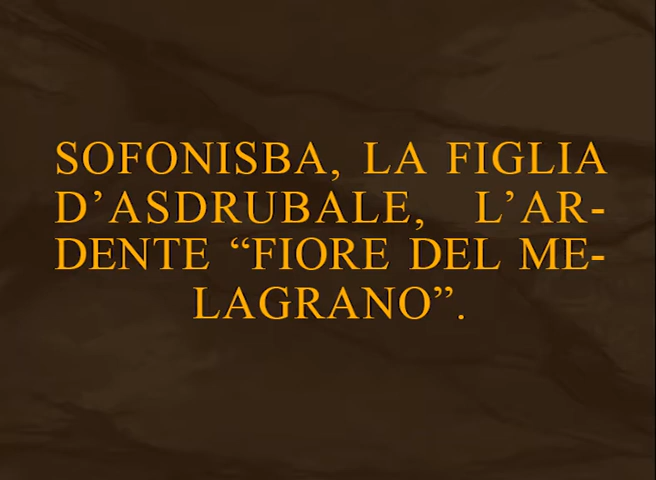 SOFONISBA, LA FIGLIA
D’ASDRUBALE, L’AR-
DENTE “FIORE DEL ME-
LAGRANO”.